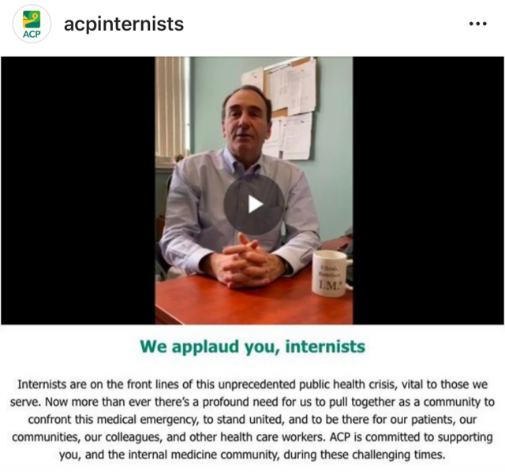 ACP
acpinternists
I.M.
We applaud you, internists
Internists are on the front lines of this unprecedented public health crisis, vital to those we
serve. Now more than ever there's a profound need for us to pull together as a community to
confront this medical emergency, to stand united, and to be there for our patients, our
communities, our colleagues, and other health care workers. ACP is committed to supporting
you, and the internal medicine community, during these challenging times.